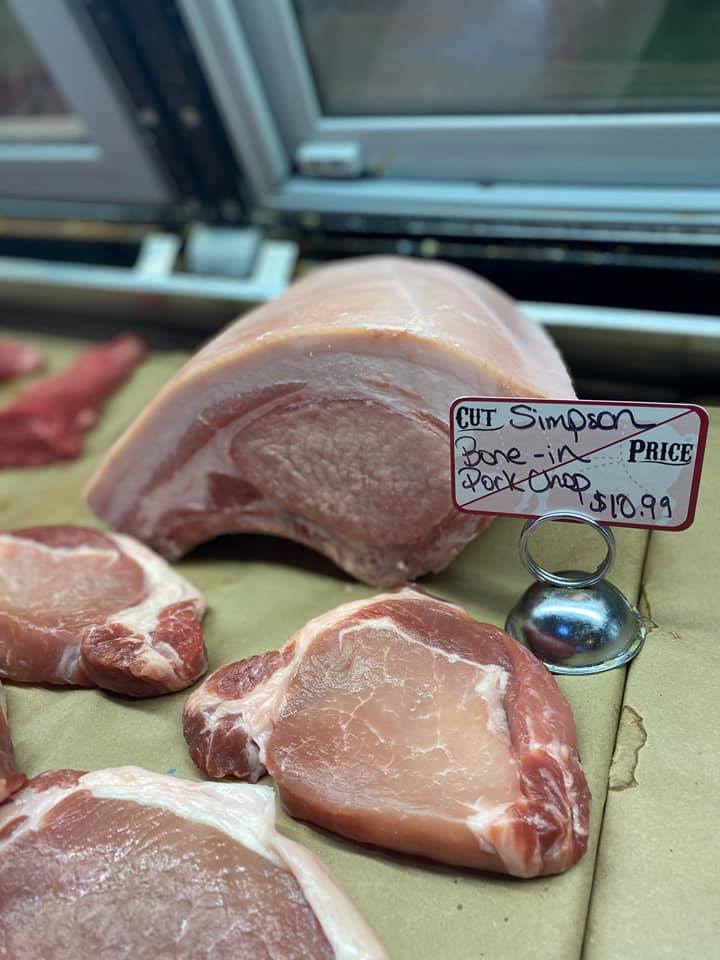 CUT Simpson
Bone-in PRICE
Pork Chop
$10.99